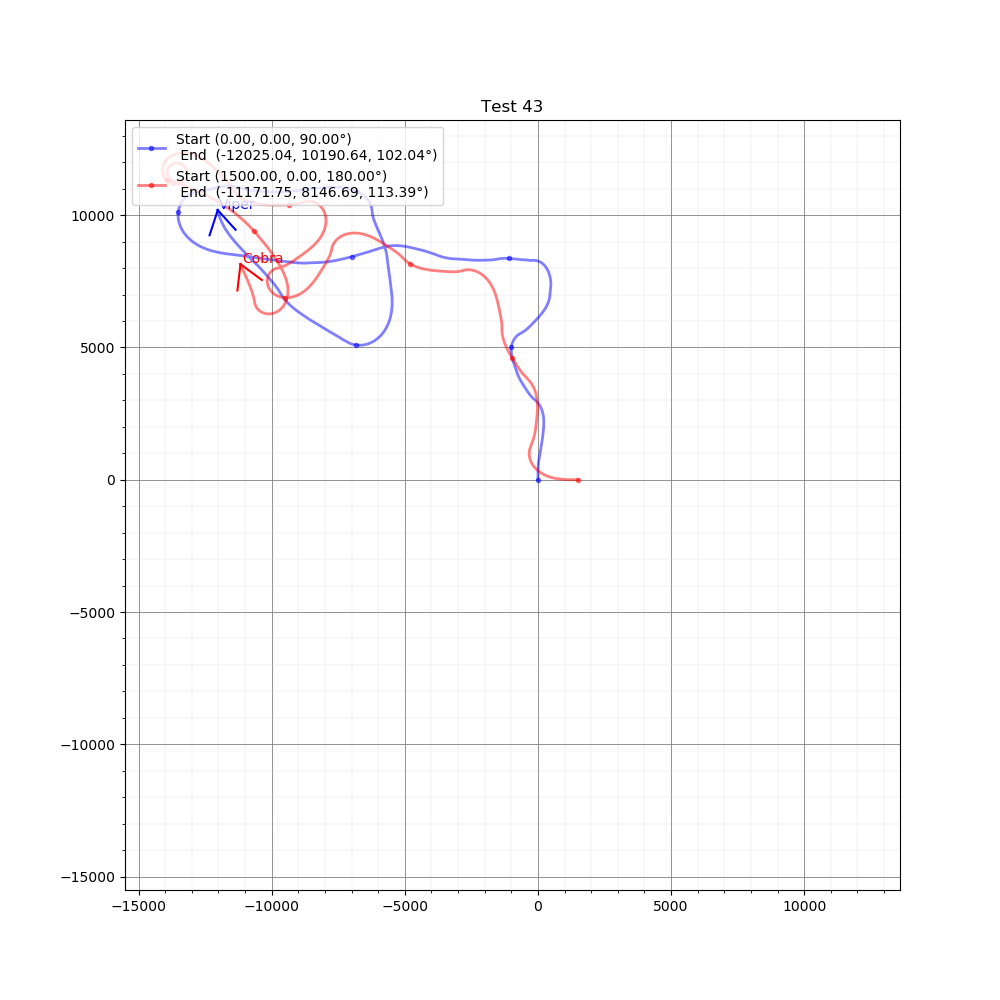 Test 43
Start (0.00, 0.00, 90.00°)
End (-12025.04, 10190.64, 102.04°)
Start (1500.00, 0.00, 180.00°)
End (-11171.75, 8146.69, 113.39°)
Viper
Cobra
10000
5000
0
−5000
−10000
−15000
−15000 −10000 −5000 0 5000 10000